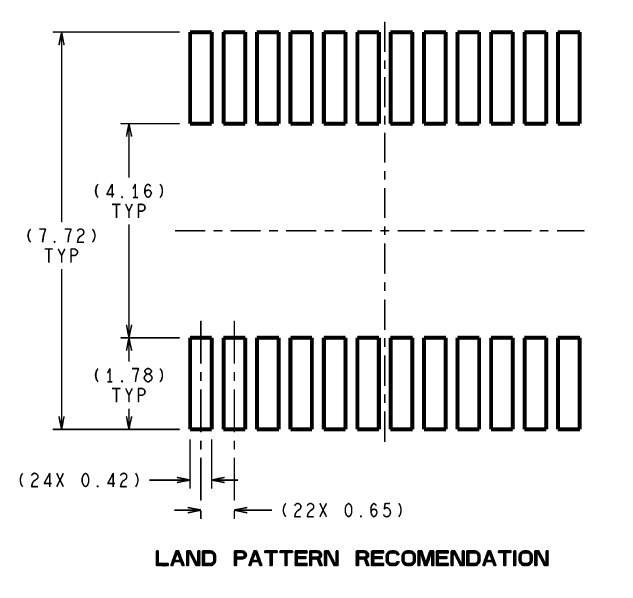 (4.16)
TYP
(7.72)
TYP
(1.78)
TYP
(24X 0.42)
(22X 0.65)
LAND PATTERN RECOMENDATION